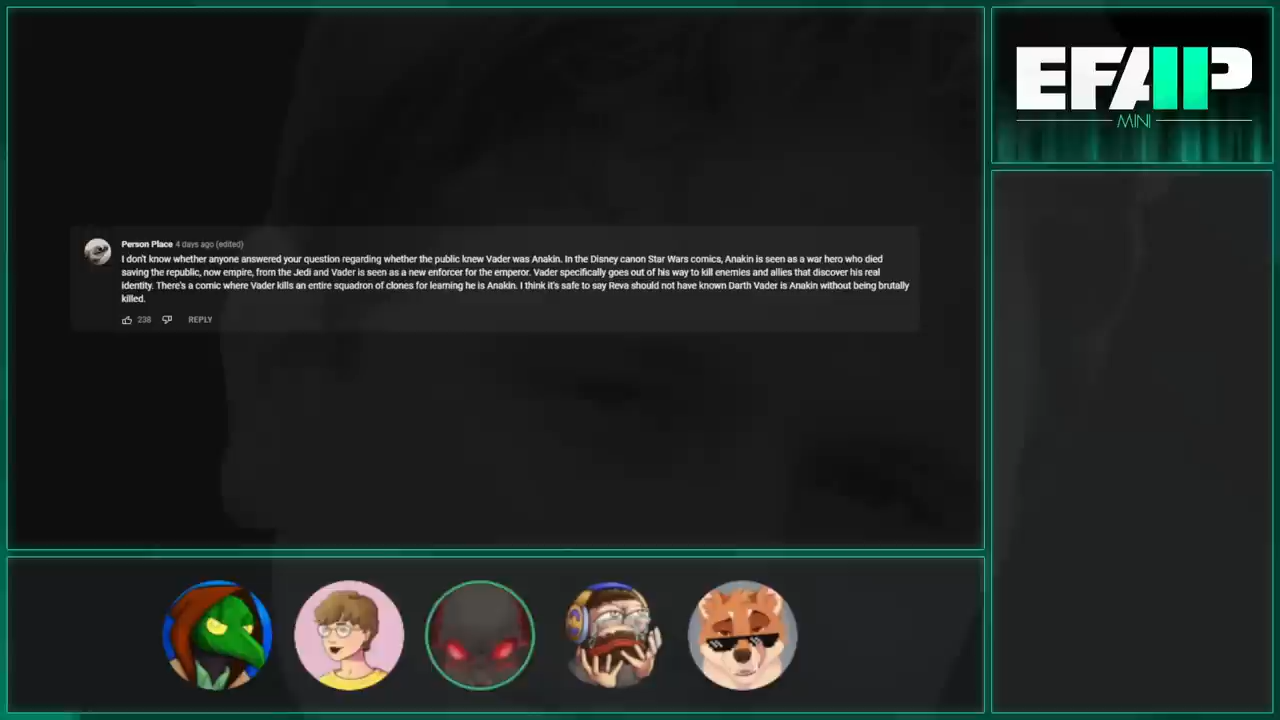 EFAP
MINI
Person Place 4 days ago (edited)
I don't know whether anyone answered your question regarding whether the public knew Vader was Anakin. In the Disney canon Star Wars comics, Anakin is seen as a war hero who died
saving the republic, now empire, from the Jedi and Vader is seen as a new enforcer for the emperor. Vader specifically goes out of his way to kill enemies and allies that discover his real
identity. There's a comic where Vader kills an entire squadron of clones for learning he is Anakin. I think it's safe to say Reva should not have known Darth Vader is Anakin without being brutally
killed.
238 REPLY